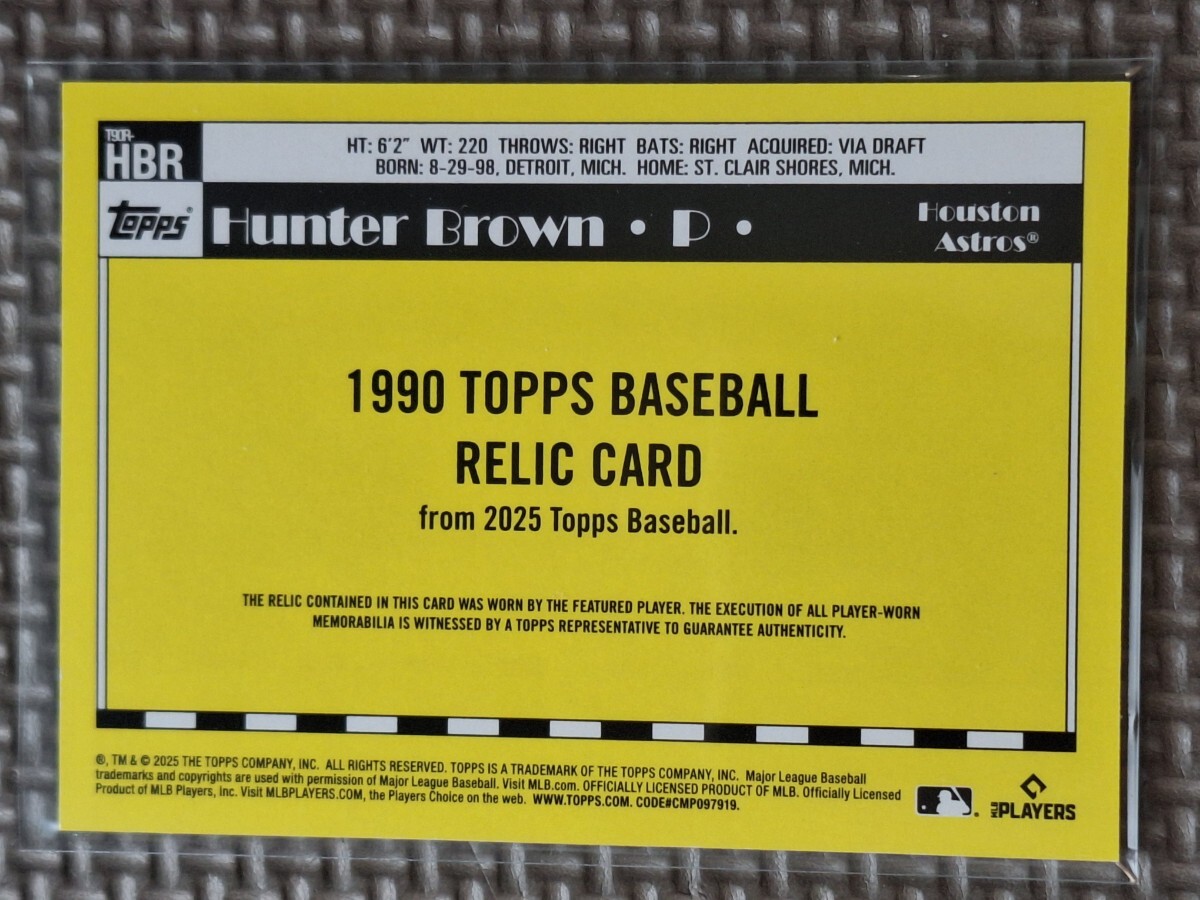 T90R-
HBR
HT: 6'2" WT: 220 THROWS: RIGHT BATS: RIGHT ACQUIRED: VIA DRAFT
BORN: 8-29-98, DETROIT, MICH. HOME: ST. CLAIR SHORES, MICH.
Topps®
Hunter Brown • P •
Houston
Astros®
1990 TOPPS BASEBALL
RELIC CARD
from 2025 Topps Baseball.
THE RELIC CONTAINED IN THIS CARD WAS WORN BY THE FEATURED PLAYER. THE EXECUTION OF ALL PLAYER-WORN
MEMORABILIA IS WITNESSED BY A TOPPS REPRESENTATIVE TO GUARANTEE AUTHENTICITY.
®, TM & © 2025 THE TOPPS COMPANY, INC. ALL RIGHTS RESERVED. TOPPS IS A TRADEMARK OF THE TOPPS COMPANY, INC. Major League Baseball
trademarks and copyrights are used with permission of Major League Baseball. Visit MLB.com. OFFICIALLY LICENSED PRODUCT OF MLB. Officially Licensed
Product of MLB Players, Inc. Visit MLBPLAYERS.COM, the Players Choice on the web. WWW.TOPPS.COM. CODE#CMP097919.
MLB PLAYERS